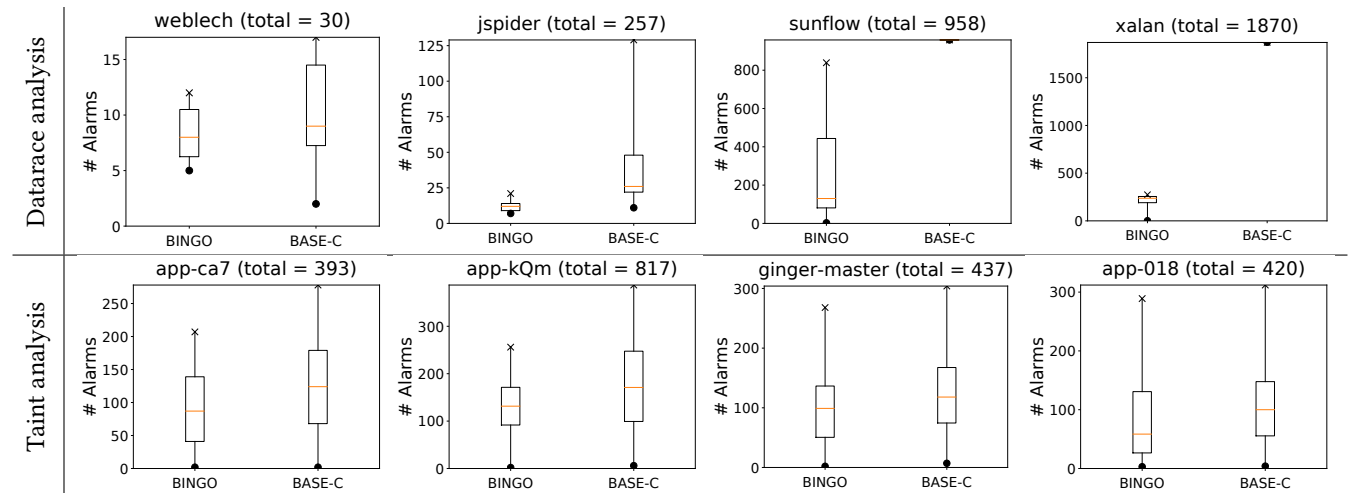 Datarace analysis
weblech (total = 30)
# Alarms
15
10
5
0
BINGO BASE-C
jspider (total = 257)
# Alarms
125
100
75
50
25
0
BINGO BASE-C
sunflow (total = 958)
# Alarms
800
600
400
200
0
BINGO BASE-C
xalan (total = 1870)
# Alarms
1500
1000
500
0
BINGO BASE-C
Taint analysis
app-ca7 (total = 393)
# Alarms
250
200
150
100
50
0
BINGO BASE-C
app-kQm (total = 817)
# Alarms
300
200
100
0
BINGO BASE-C
ginger-master (total = 437)
# Alarms
300
200
100
0
BINGO BASE-C
app-018 (total = 420)
# Alarms
300
200
100
0
BINGO BASE-C